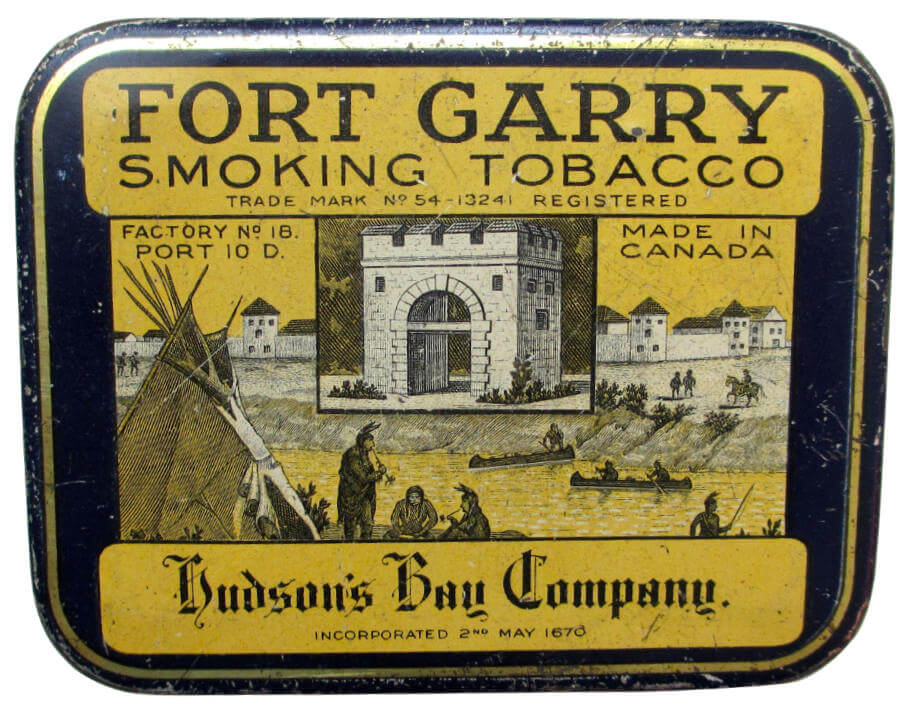 FORT GARRY
SMOKING TOBACCO
TRADE MARK Nº 54-13241 REGISTERED
FACTORY Nº 18.
PORT 10 D.
MADE IN
CANADA
Hudson's Bay Company.
INCORPORATED 2ND MAY 1670